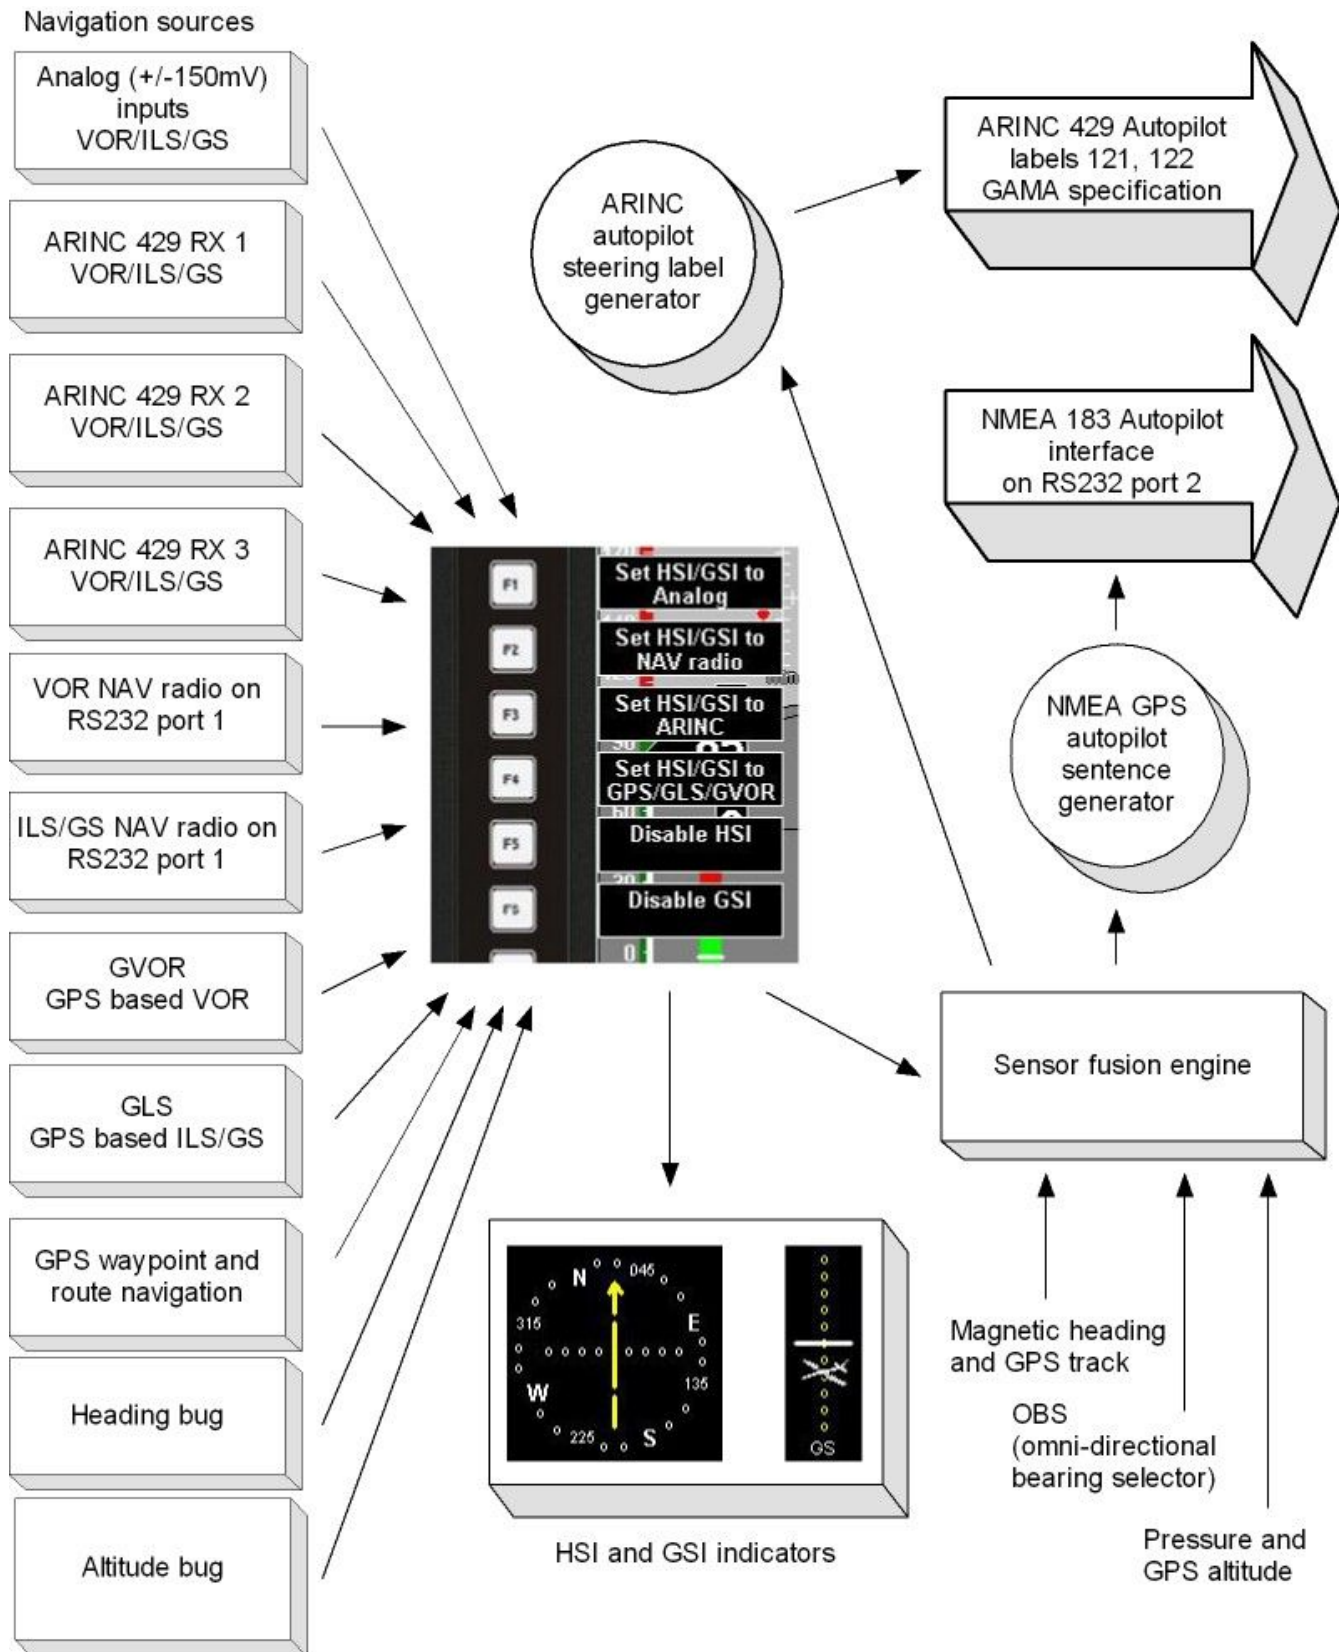 Navigation sources
Analog (+/-150mV)
inputs
VOR/ILS/GS
ARINC 429 RX 1
VOR/ILS/GS
ARINC 429 RX 2
VOR/ILS/GS
ARINC 429 RX 3
VOR/ILS/GS
VOR NAV radio on
RS232 port 1
ILS/GS NAV radio on
RS232 port 1
GVOR
GPS based VOR
GLS
GPS based ILS/GS
GPS waypoint and
route navigation
Heading bug
Altitude bug
ARINC
autopilot
steering label
generator
ARINC 429 Autopilot
labels 121, 122
GAMA specification
NMEA 183 Autopilot
interface
on RS232 port 2
NMEA GPS
autopilot
sentence
generator
Sensor fusion engine
Magnetic heading
and GPS track
OBS
(omni-directional
bearing selector)
Pressure and
GPS altitude
F1
Set HSI/GSI to
Analog
F2
Set HSI/GSI to
NAV radio
F3
Set HSI/GSI to
ARINC
F4
Set HSI/GSI to
GPS/GLS/GVOR
F5
Disable HSI
Disable GSI
0
N
045
E
135
S
225
W
315
GS
HSI and GSI indicators